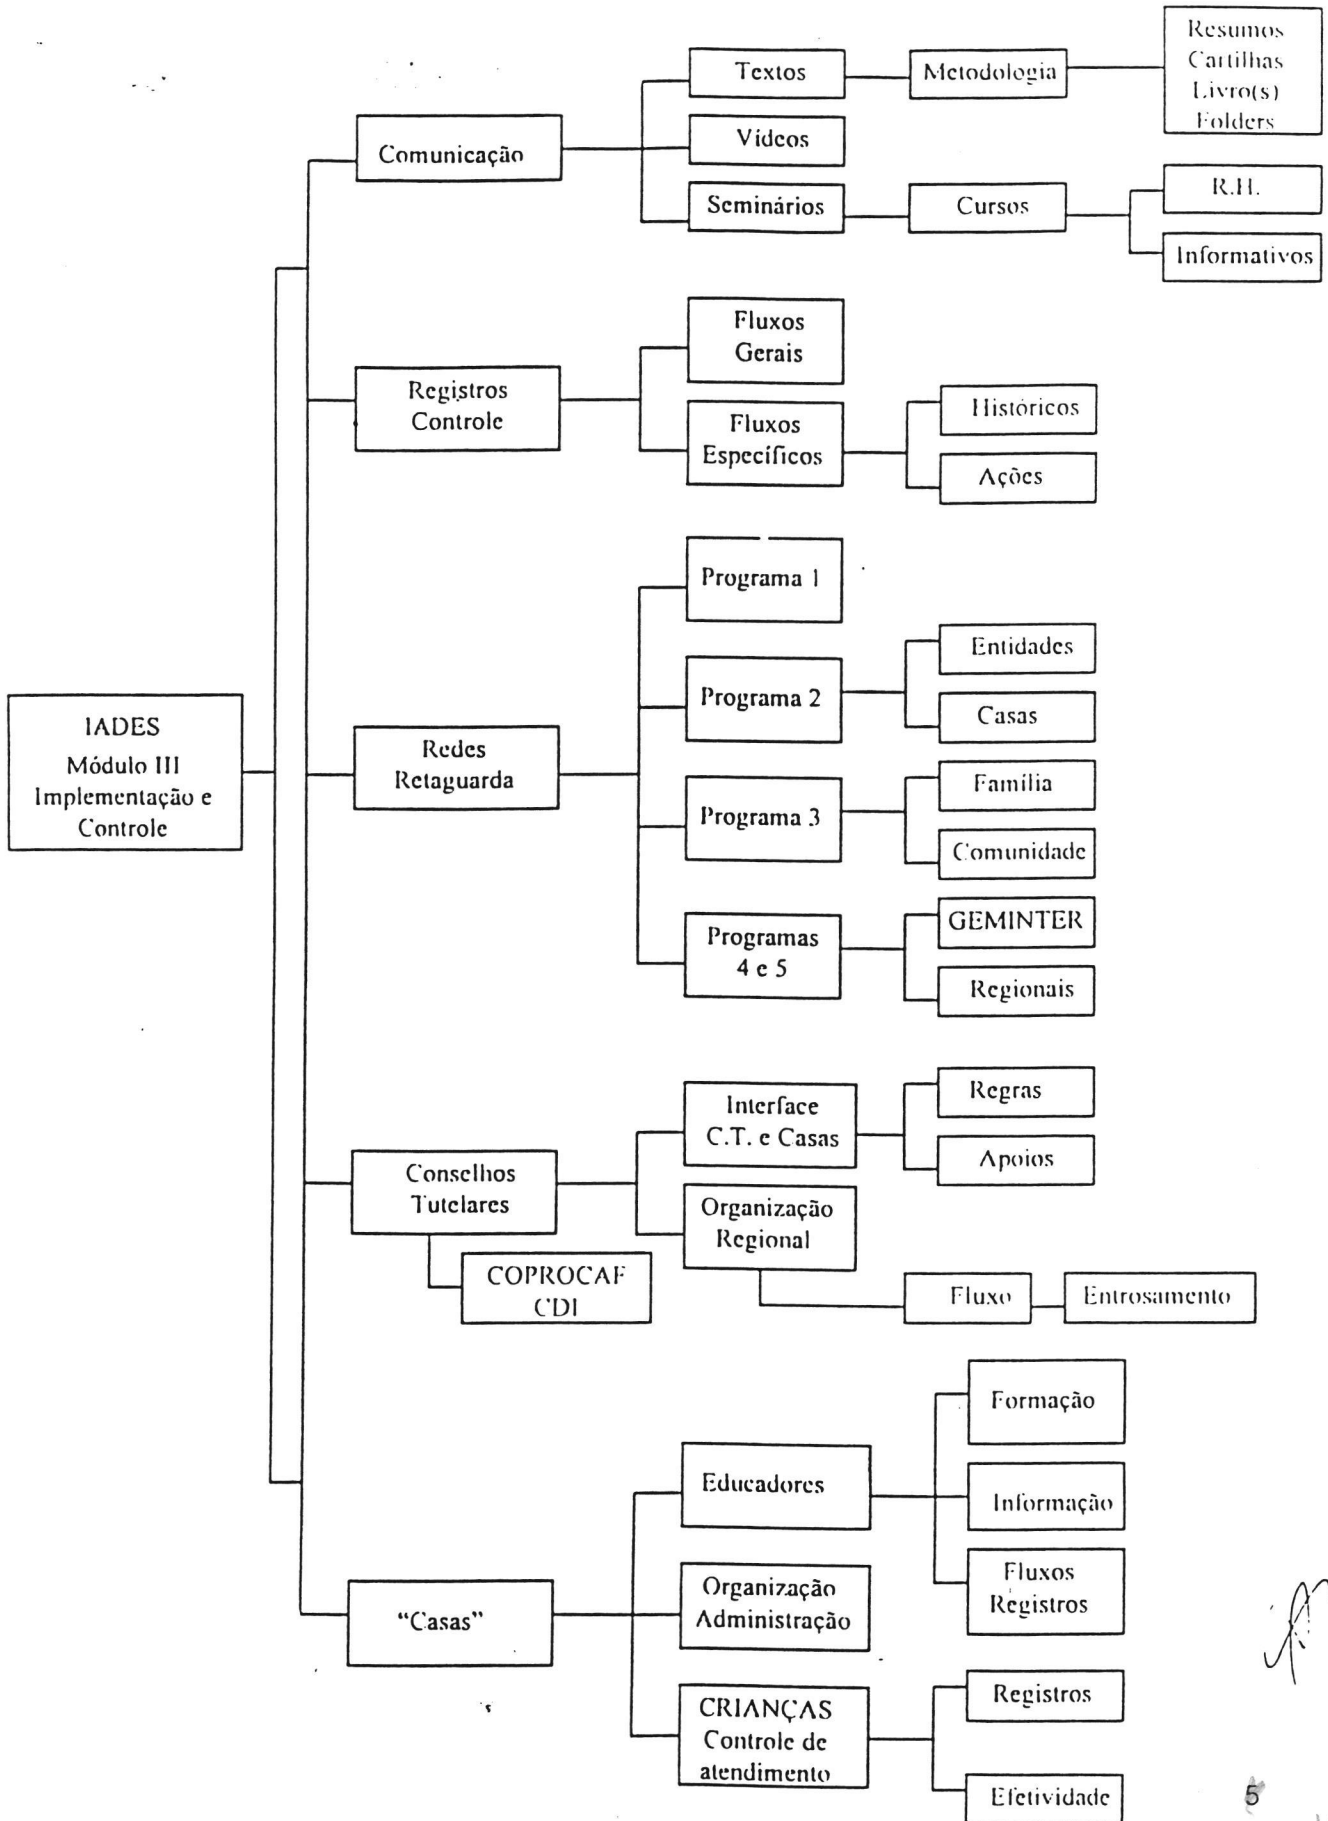 Resumos
Cartilhas
Livro(s)
Folders
Textos
Metodologia
Comunicação
Vídeos
Seminários
Cursos
R.H.
Informativos
Fluxos
Gerais
Registros
Controle
Fluxos
Específicos
Históricos
Ações
Programa 1
Programa 2
Entidades
Casas
IADES
Módulo III
Implementação e
Controle
Redes
Retaguarda
Programa 3
Família
Comunidade
Programas
4 e 5
GEMINTER
Regionais
Interface
C.T. e Casas
Regras
Apoios
Conselhos
Tutelares
Organização
Regional
COPROCAF
CDI
Fluxo
Entrosamento
Educadores
Formação
Informação
Fluxos
Registros
“Casas”
Organização
Administração
CRIANÇAS
Controle de
atendimento
Registros
Efetividade
5